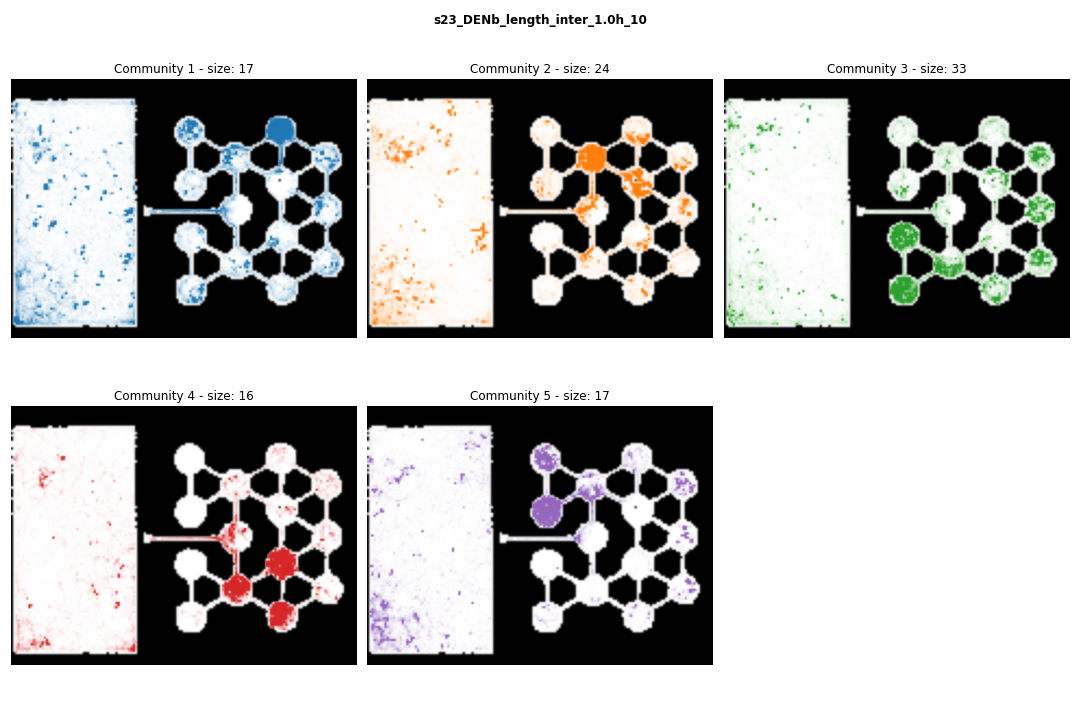 s23_DENb_length_inter_1.0h_10
Community 1 - size: 17
Community 2 - size: 24
Community 3 - size: 33
Community 4 - size: 16
Community 5 - size: 17